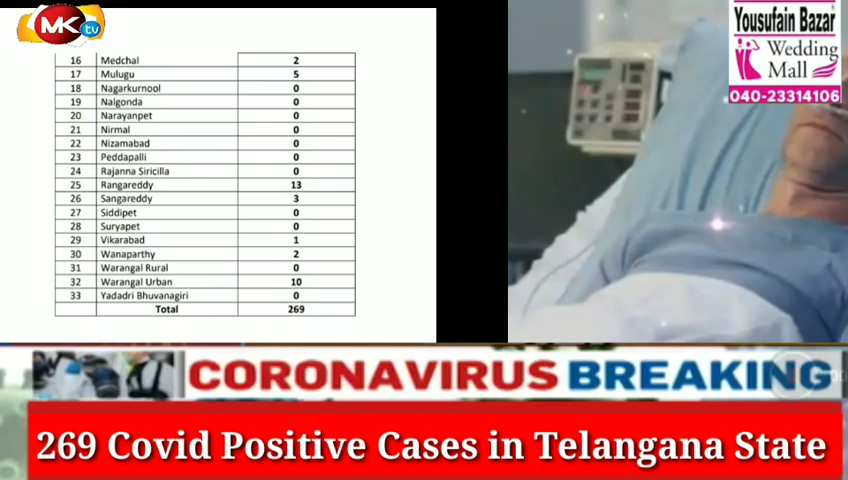 MK tv
16 Medchal 2
17 Mulugu 5
18 Nagarkurnool 0
19 Nalgonda 0
20 Narayanpet 0
21 Nirmal 0
22 Nizamabad 0
23 Peddapalli 0
24 Rajanna Siricilla 0
25 Rangareddy 13
26 Sangareddy 3
27 Siddipet 0
28 Suryapet 0
29 Vikarabad 1
30 Wanaparthy 2
31 Warangal Rural 0
32 Warangal Urban 10
33 Yadadri Bhuvanagiri 0
Total 269
Yousufain Bazar
Wedding
Mall
040-23314106
CORONAVIRUS BREAKING
269 Covid Positive Cases in Telangana State